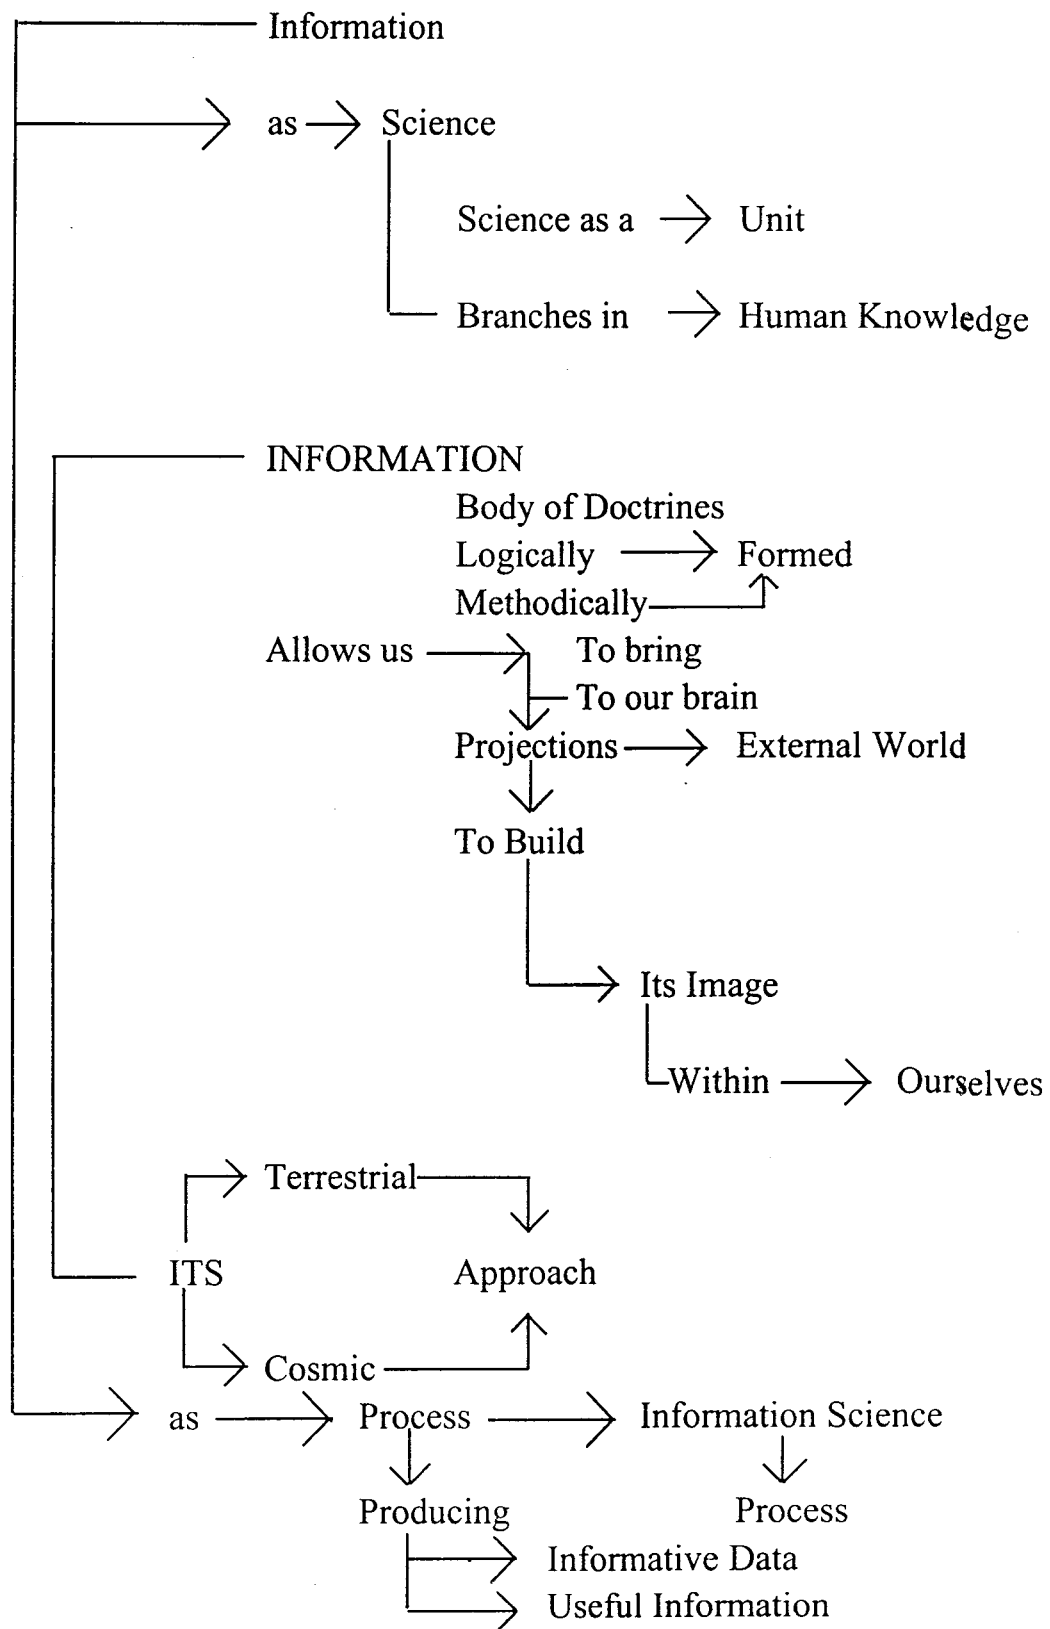 Information
as Science
Science as a Unit
Branches in Human Knowledge
INFORMATION
Body of Doctrines
Logically Formed
Methodically
Allows us To bring
To our brain
Projections External World
To Build
Its Image
Within Ourselves
Terrestrial
ITS Approach
Cosmic
as Process Information Science
Producing Process
Informative Data
Useful Information